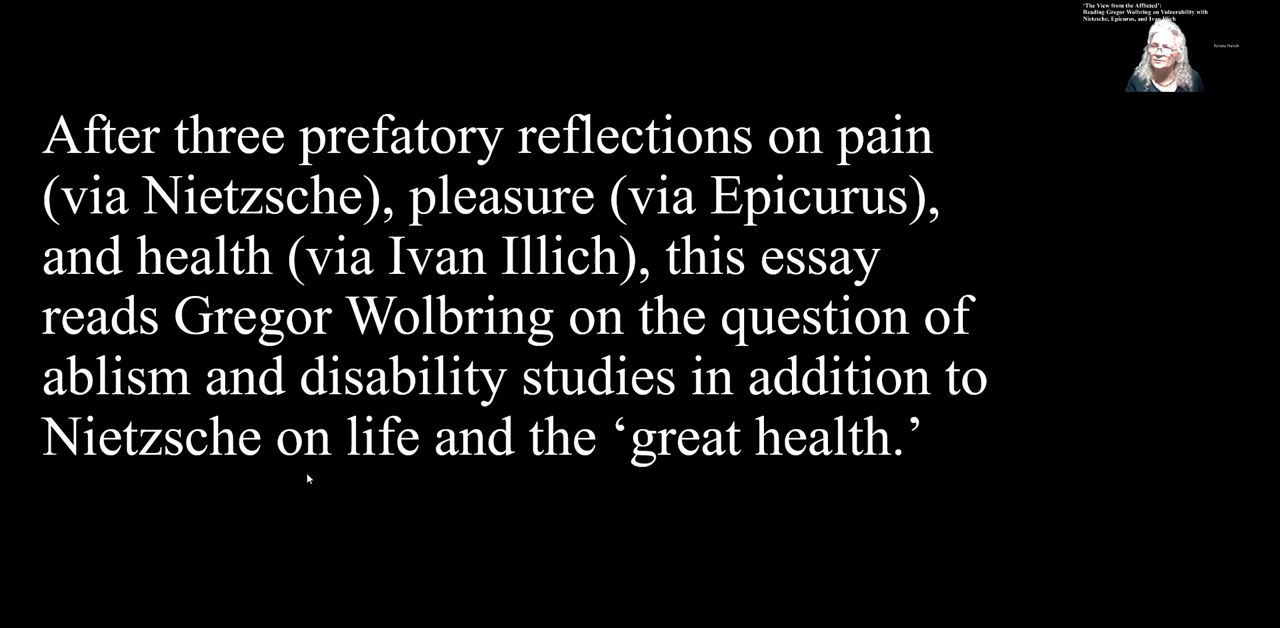 ‘The View from the Afflicted’:
Reading Gregor Wolbring on Vulnerability with
Nietzsche, Epicurus, and Ivan Illich
After three prefatory reflections on pain
(via Nietzsche), pleasure (via Epicurus),
and health (via Ivan Illich), this essay
reads Gregor Wolbring on the question of
ablism and disability studies in addition to
Nietzsche on life and the ‘great health.’